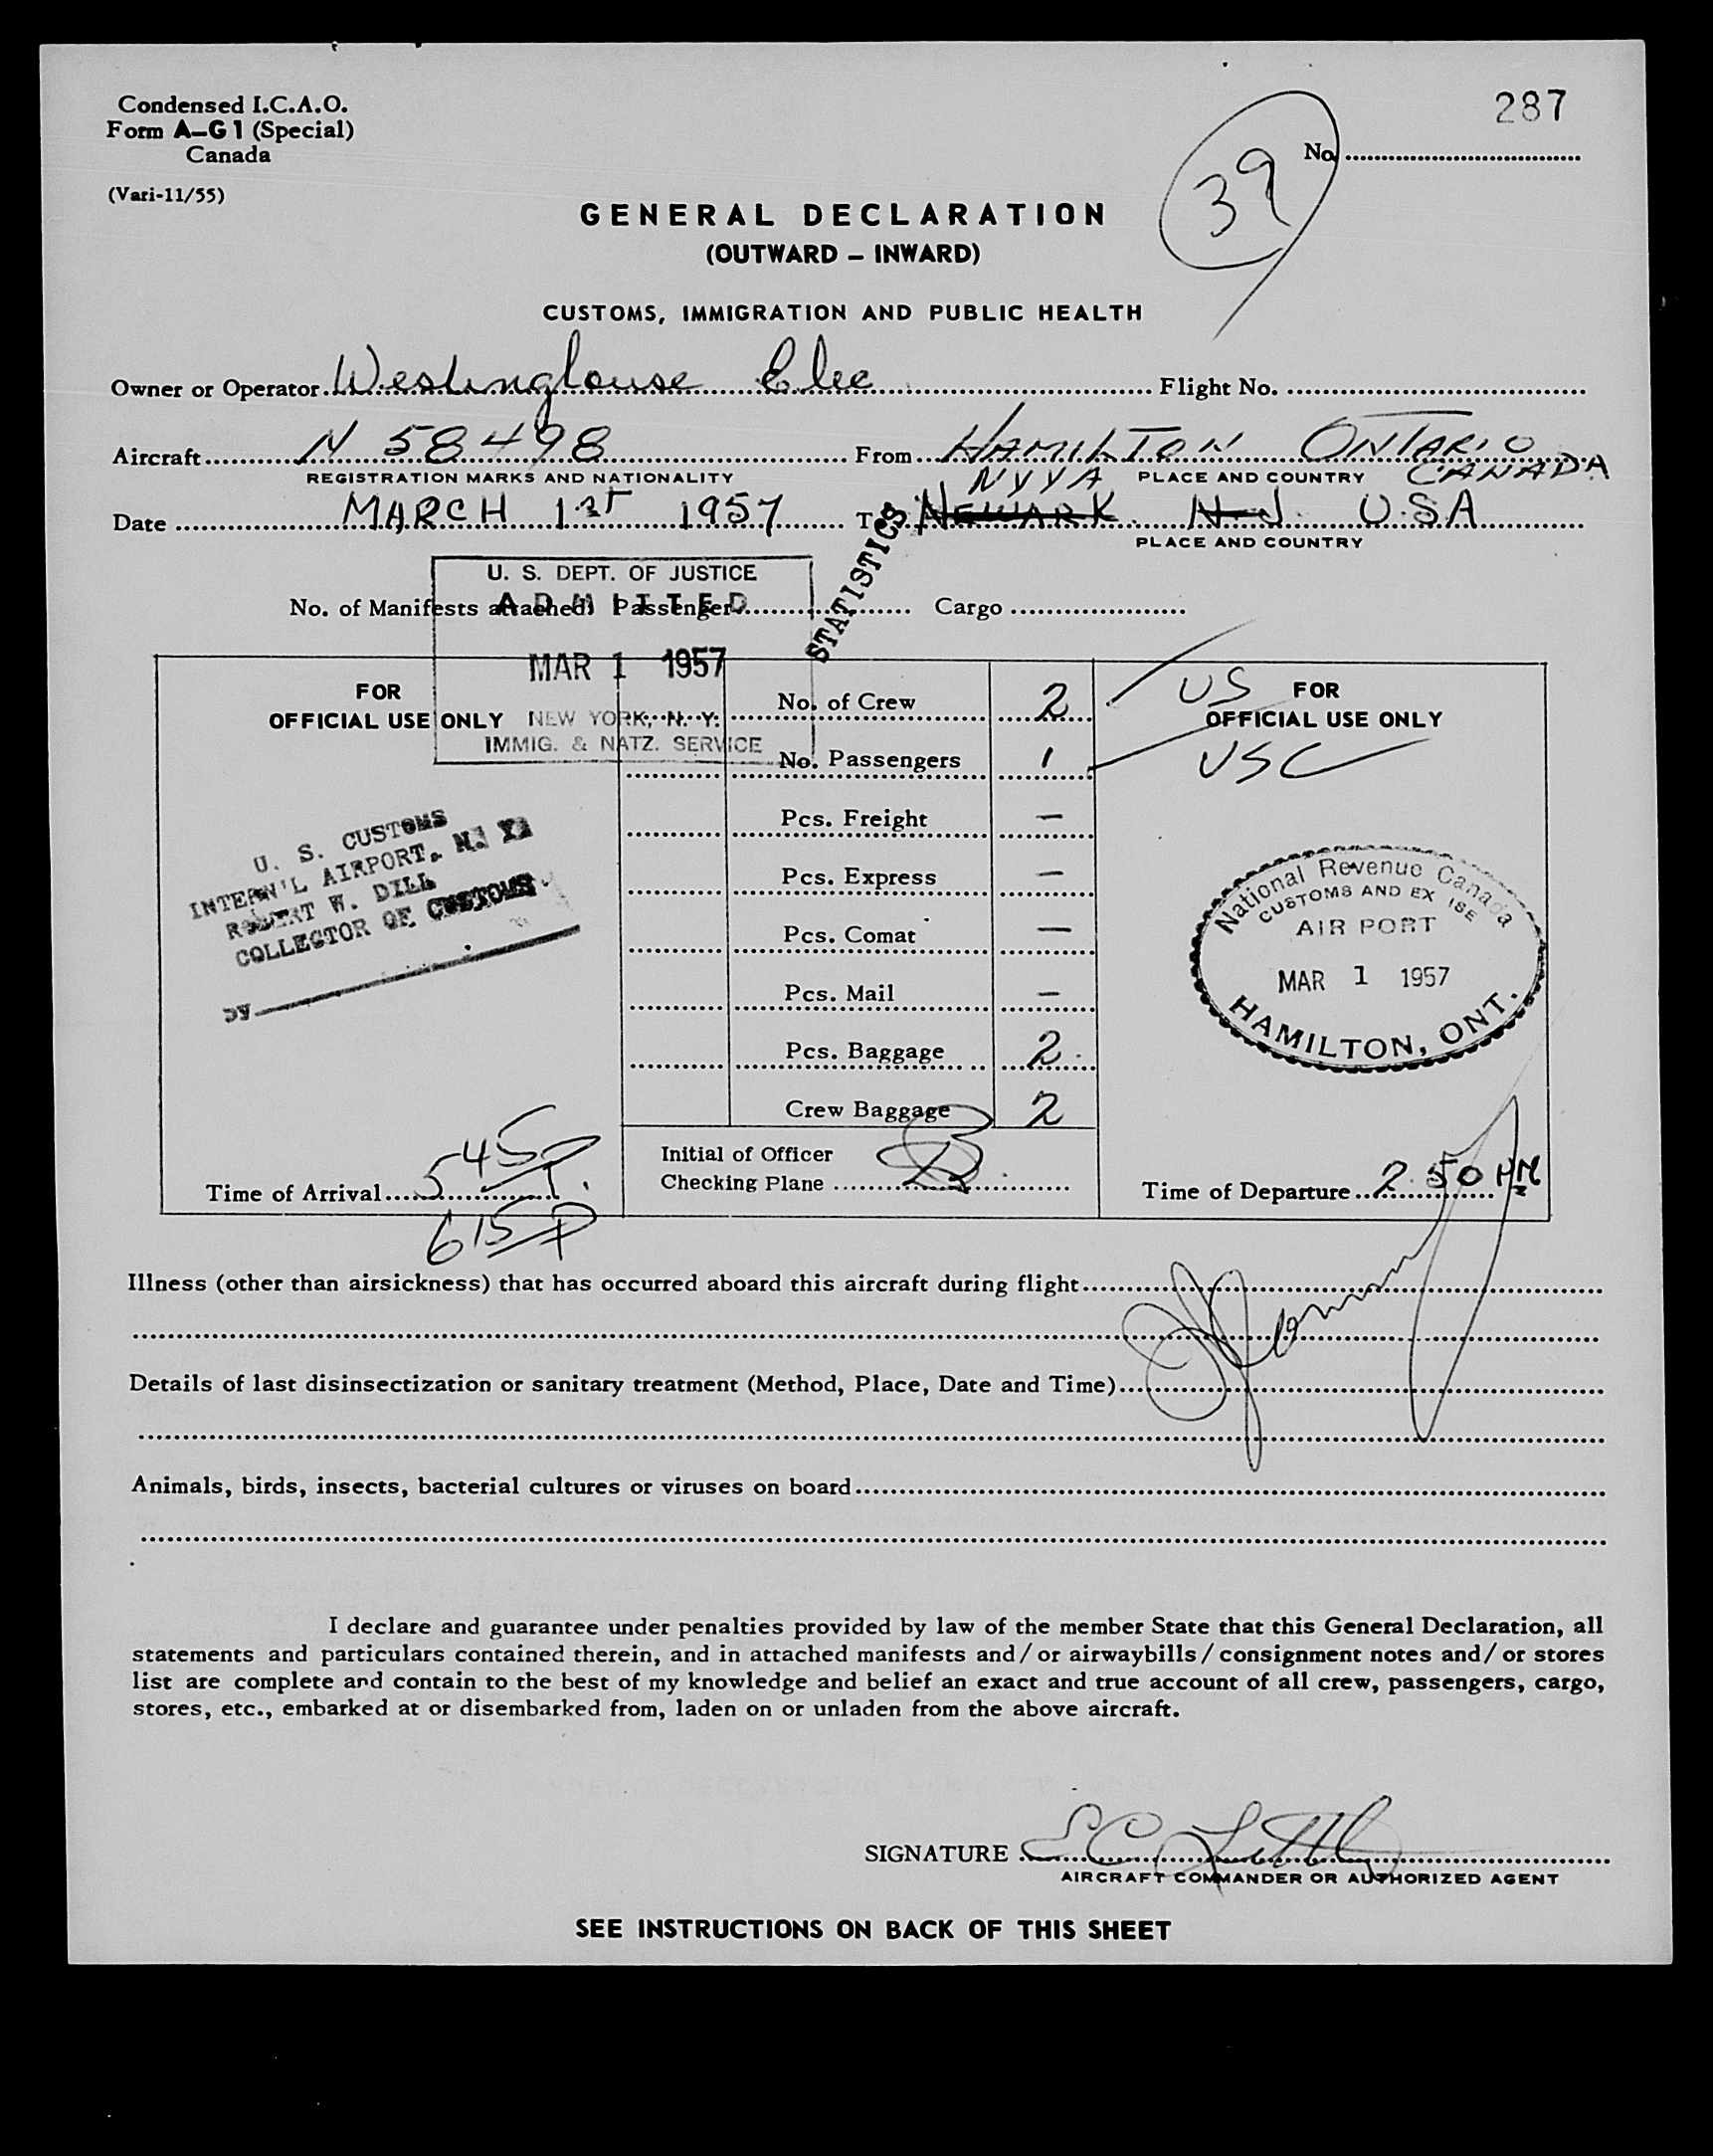 Condensed I.C.A.O.
Form A–G1 (Special)
Canada
(Vari-11/55)
287
No.
39
GENERAL DECLARATION
(OUTWARD – INWARD)
CUSTOMS, IMMIGRATION AND PUBLIC HEALTH
Owner or Operator Westinghouse Elec Flight No.
Aircraft N 58498 From HAMILTON ONTARIO
REGISTRATION MARKS AND NATIONALITY PLACE AND COUNTRY CANADA
NYYA
Date MARCH 1st 1957 To NEWARK N.J. U.S.A
PLACE AND COUNTRY
STATISTICS
U. S. DEPT. OF JUSTICE
ADMITTED
MAR 1 1957
NEW YORK, N. Y.
IMMIG. & NATZ. SERVICE
No. of Manifests attached: Passenger Cargo
FOR
OFFICIAL USE ONLY
No. of Crew 2
No. Passengers 1
Pcs. Freight –
Pcs. Express –
Pcs. Comat –
Pcs. Mail –
Pcs. Baggage 2
Crew Baggage 2
US
FOR
OFFICIAL USE ONLY
USC
U. S. CUSTOMS
INTERN'L AIRPORT, N. Y.
ROBERT W. DILL
COLLECTOR OF CUSTOMS
By
National Revenue Canada
CUSTOMS AND EXCISE
AIR PORT
MAR 1 1957
HAMILTON, ONT.
Time of Arrival 545P
615P
Initial of Officer
Checking Plane
Time of Departure 2.50 PM
Illness (other than airsickness) that has occurred aboard this aircraft during flight
Details of last disinsectization or sanitary treatment (Method, Place, Date and Time)
Animals, birds, insects, bacterial cultures or viruses on board
I declare and guarantee under penalties provided by law of the member State that this General Declaration, all
statements and particulars contained therein, and in attached manifests and/or airwaybills/consignment notes and/or stores
list are complete and contain to the best of my knowledge and belief an exact and true account of all crew, passengers, cargo,
stores, etc., embarked at or disembarked from, laden on or unladen from the above aircraft.
SIGNATURE E C
AIRCRAFT COMMANDER OR AUTHORIZED AGENT
SEE INSTRUCTIONS ON BACK OF THIS SHEET